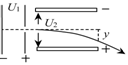 U₁ −
U₂
y
− + +